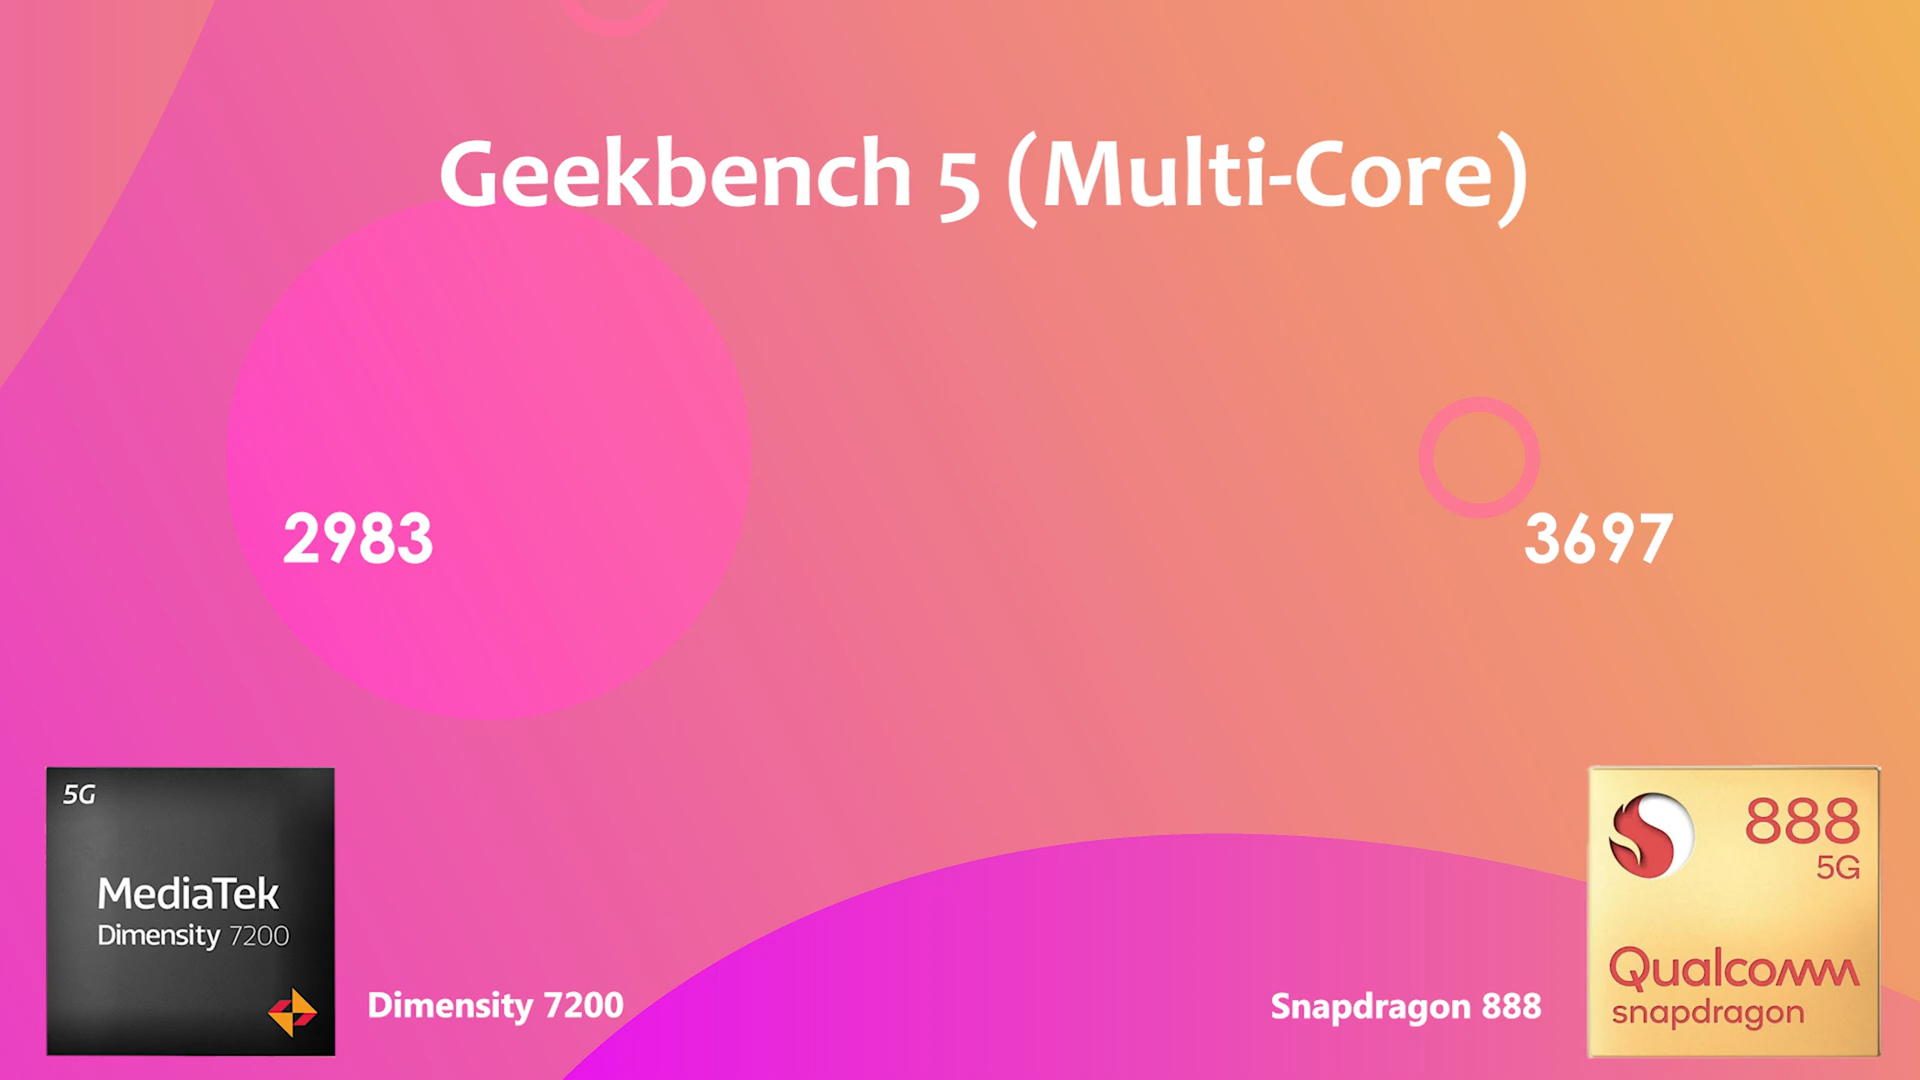 Geekbench 5 (Multi-Core)
2983
3697
5G
MediaTek
Dimensity 7200
Dimensity 7200
Snapdragon 888
888
5G
Qualcomm
snapdragon